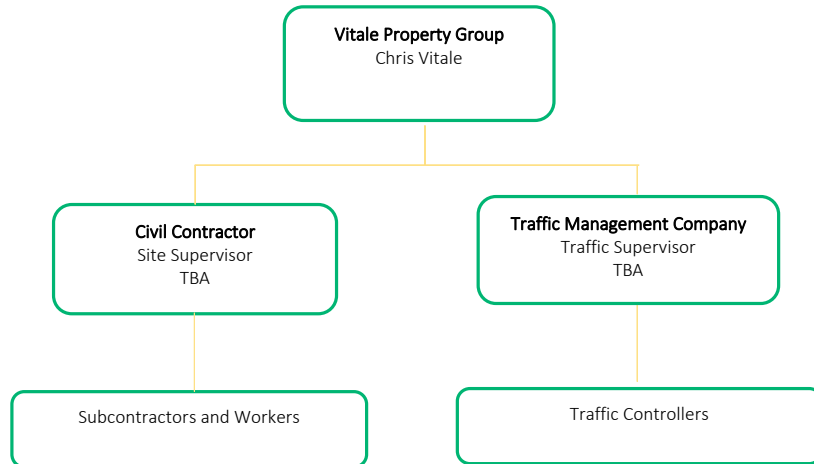 Vitale Property Group
Chris Vitale
Civil Contractor
Site Supervisor
TBA
Traffic Management Company
Traffic Supervisor
TBA
Subcontractors and Workers
Traffic Controllers